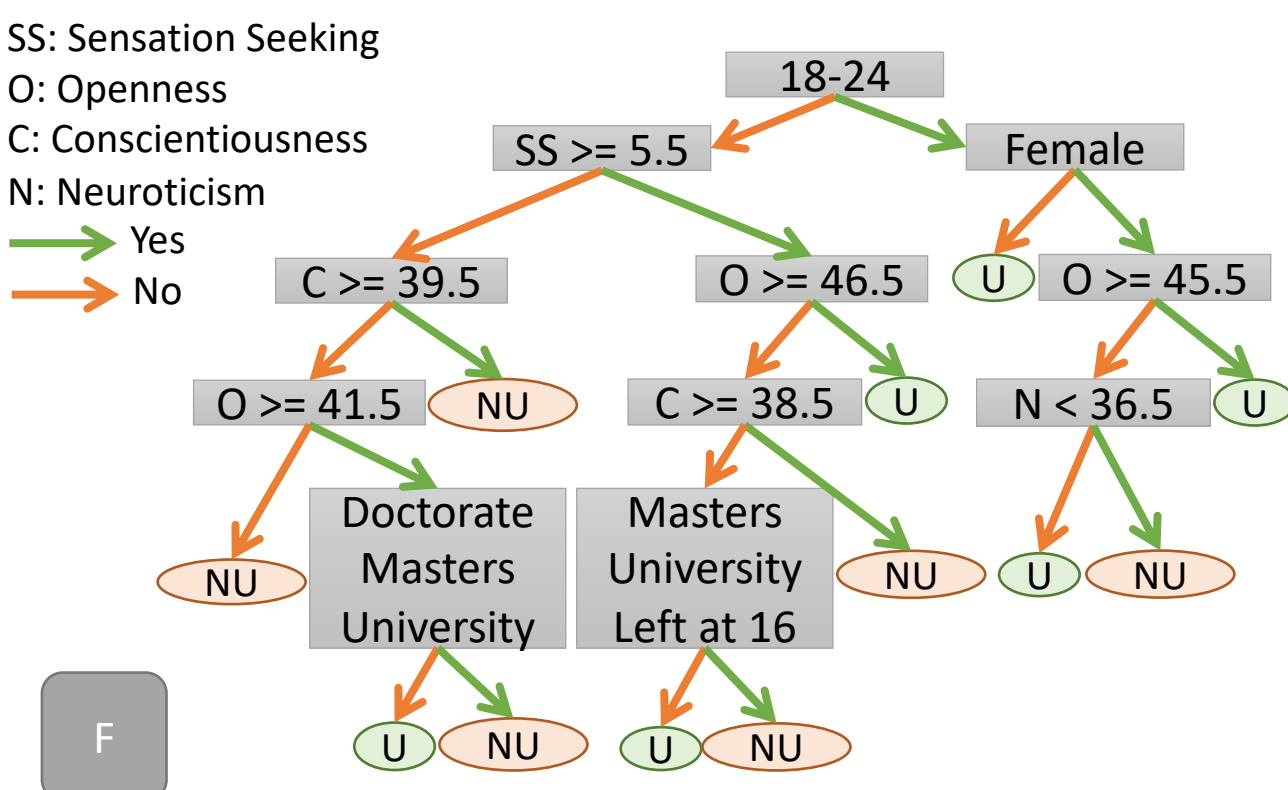 SS: Sensation Seeking
O: Openness
C: Conscientiousness
N: Neuroticism
Yes
No
18-24
SS >= 5.5
Female
C >= 39.5
O >= 46.5
U
O >= 45.5
O >= 41.5
NU
C >= 38.5
U
N < 36.5
U
NU
Doctorate
Masters
University
Masters
University
Left at 16
NU
U
NU
U
NU
U
NU
F